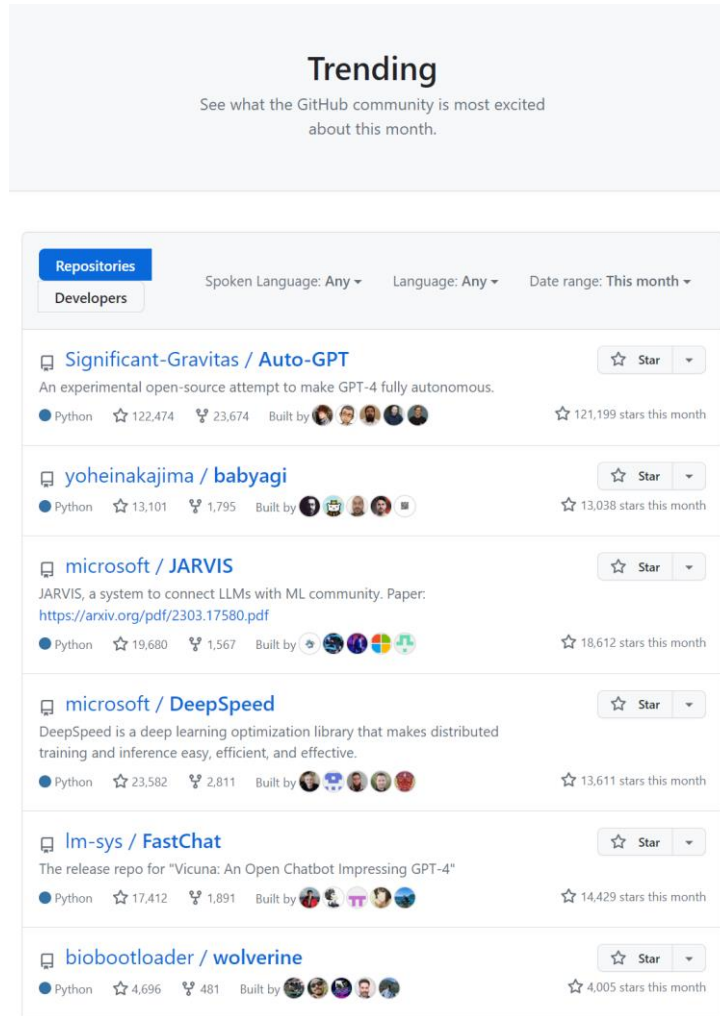 Trending
See what the GitHub community is most excited
about this month.
Repositories
Developers
Spoken Language: Any
Language: Any
Date range: This month
Significant-Gravitas / Auto-GPT
Star
An experimental open-source attempt to make GPT-4 fully autonomous.
Python 122,474 23,674 Built by 121,199 stars this month
yoheinakajima / babyagi
Star
Python 13,101 1,795 Built by 13,038 stars this month
microsoft / JARVIS
Star
JARVIS, a system to connect LLMs with ML community. Paper:
https://arxiv.org/pdf/2303.17580.pdf
Python 19,680 1,567 Built by 18,612 stars this month
microsoft / DeepSpeed
Star
DeepSpeed is a deep learning optimization library that makes distributed
training and inference easy, efficient, and effective.
Python 23,582 2,811 Built by 13,611 stars this month
lm-sys / FastChat
Star
The release repo for "Vicuna: An Open Chatbot Impressing GPT-4"
Python 17,412 1,891 Built by 14,429 stars this month
biobootloader / wolverine
Star
Python 4,696 481 Built by 4,005 stars this month